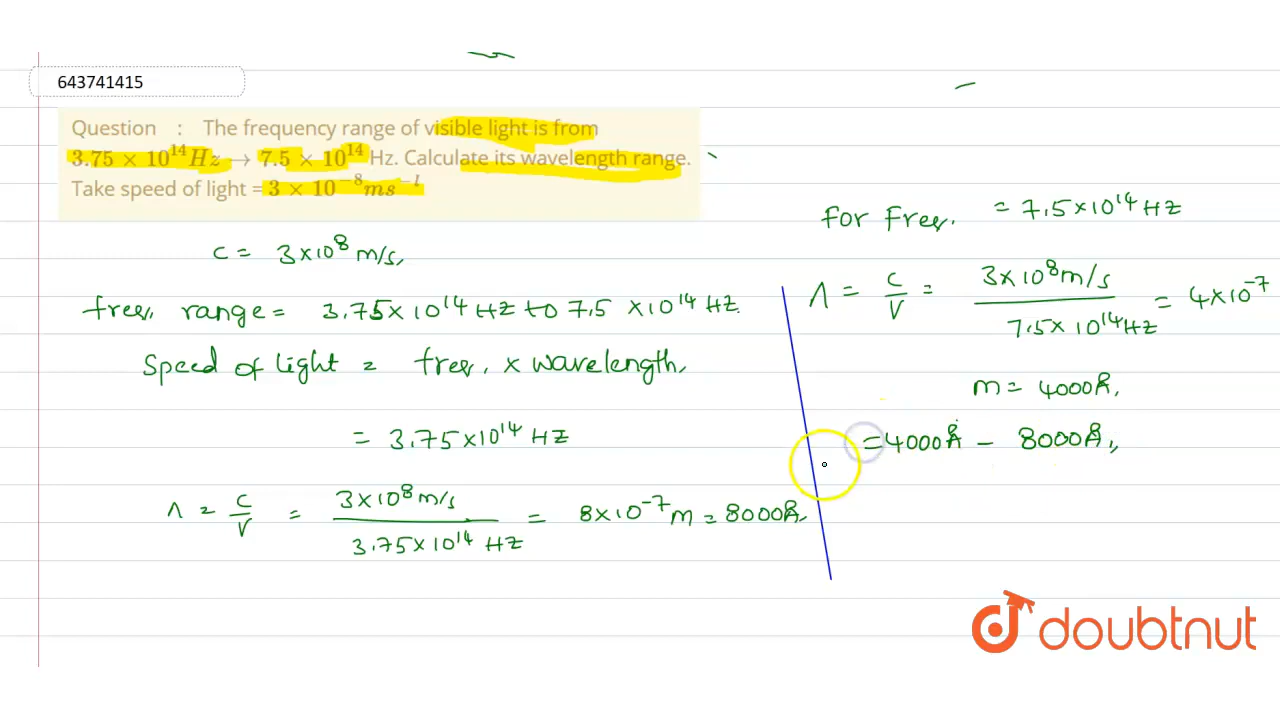 643741415
Question : The frequency range of visible light is from
3.75 × 10^14 Hz → 7.5 × 10^14 Hz. Calculate its wavelength range.
Take speed of light = 3 × 10^−8 ms^−l
c = 3×10^8 m/s,
freq. range = 3.75×10^14 Hz to 7.5 ×10^14 Hz.
Speed of light = freq. × wavelength.
= 3.75×10^14 Hz
λ = c/v = 3×10^8 m/s / 3.75×10^14 Hz = 8×10^−7 m = 8000Å.
For Freq. = 7.5×10^14 Hz
λ = c/v = 3×10^8 m/s / 7.5×10^14 Hz = 4×10^−7
m = 4000Å.
= 4000Å − 8000Å,
doubtnut